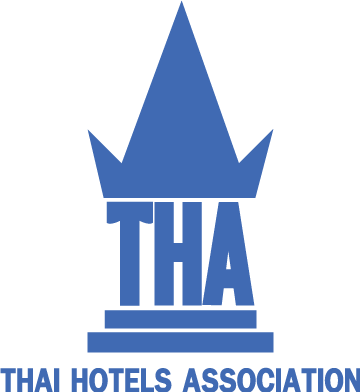 THA
THAI HOTELS ASSOCIATION